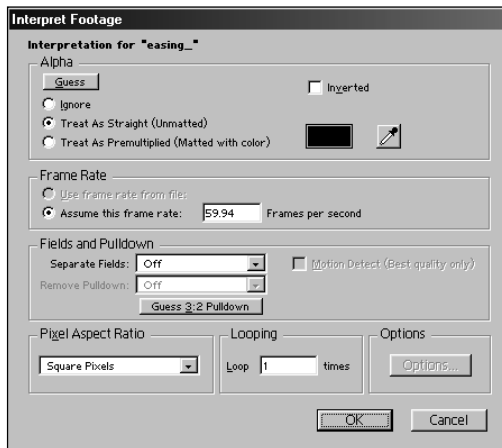 Interpret Footage
Interpretation for "easing_"
Alpha
Guess
Inverted
Ignore
Treat As Straight (Unmatted)
Treat As Premultiplied (Matted with color)
Frame Rate
Use frame rate from file:
Assume this frame rate: 59.94 Frames per second
Fields and Pulldown
Separate Fields: Off
Motion Detect (Best quality only)
Remove Pulldown: Off
Guess 3:2 Pulldown
Pixel Aspect Ratio
Square Pixels
Looping
Loop 1 times
Options
Options...
OK Cancel